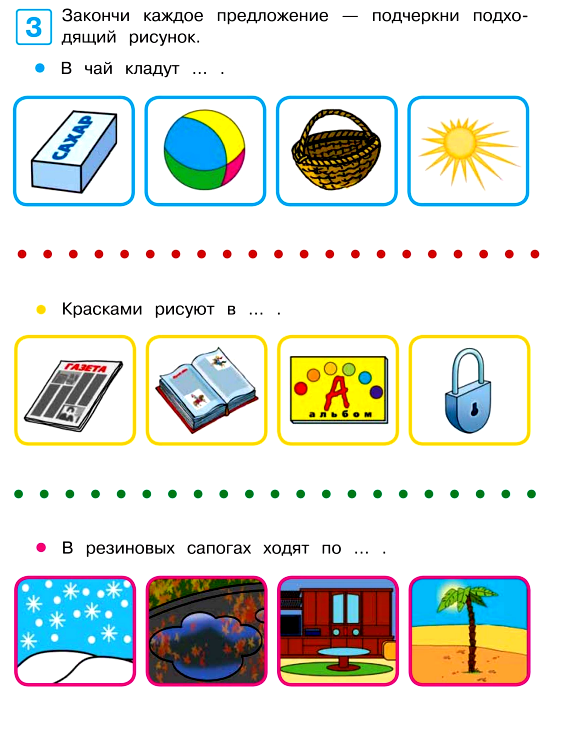 3
Закончи каждое предложение — подчеркни подхо-
дящий рисунок.
• В чай кладут ... .
САХАР
• Красками рисуют в ... .
ГАЗЕТА
А
альбом
• В резиновых сапогах ходят по ... .